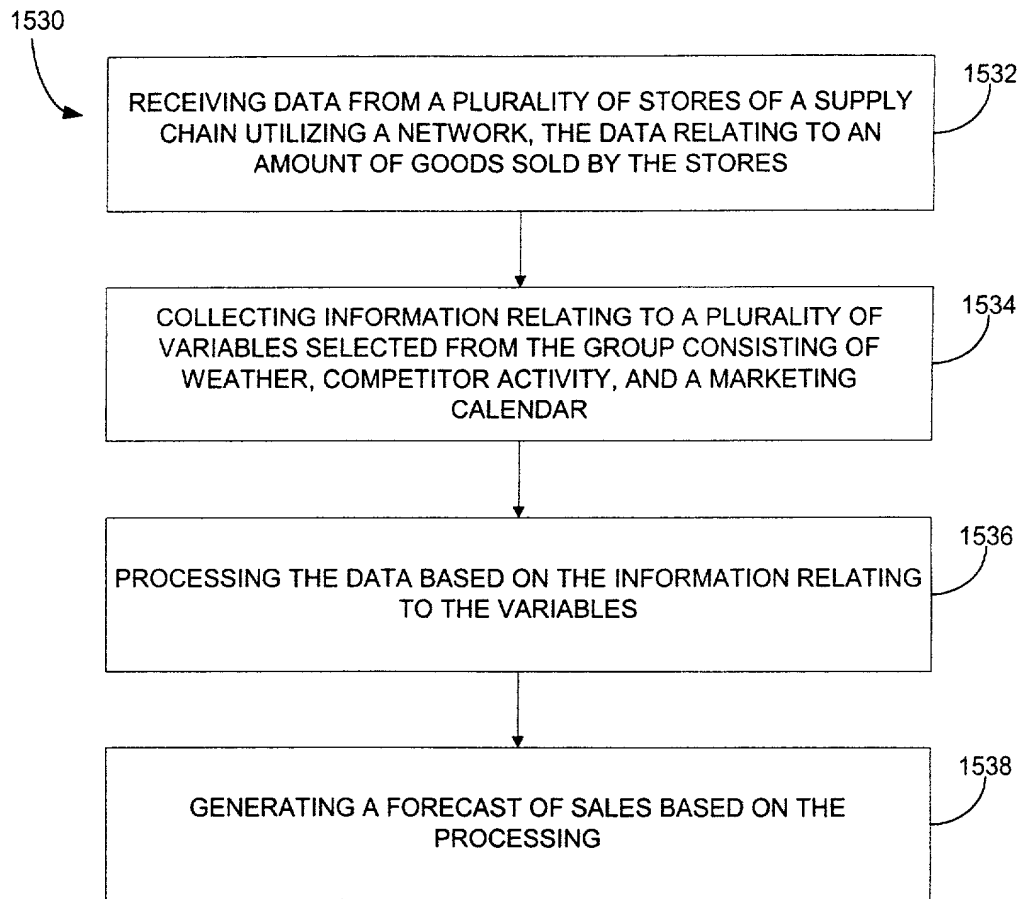 1530
1532
RECEIVING DATA FROM A PLURALITY OF STORES OF A SUPPLY
CHAIN UTILIZING A NETWORK, THE DATA RELATING TO AN
AMOUNT OF GOODS SOLD BY THE STORES
1534
COLLECTING INFORMATION RELATING TO A PLURALITY OF
VARIABLES SELECTED FROM THE GROUP CONSISTING OF
WEATHER, COMPETITOR ACTIVITY, AND A MARKETING
CALENDAR
1536
PROCESSING THE DATA BASED ON THE INFORMATION RELATING
TO THE VARIABLES
1538
GENERATING A FORECAST OF SALES BASED ON THE
PROCESSING